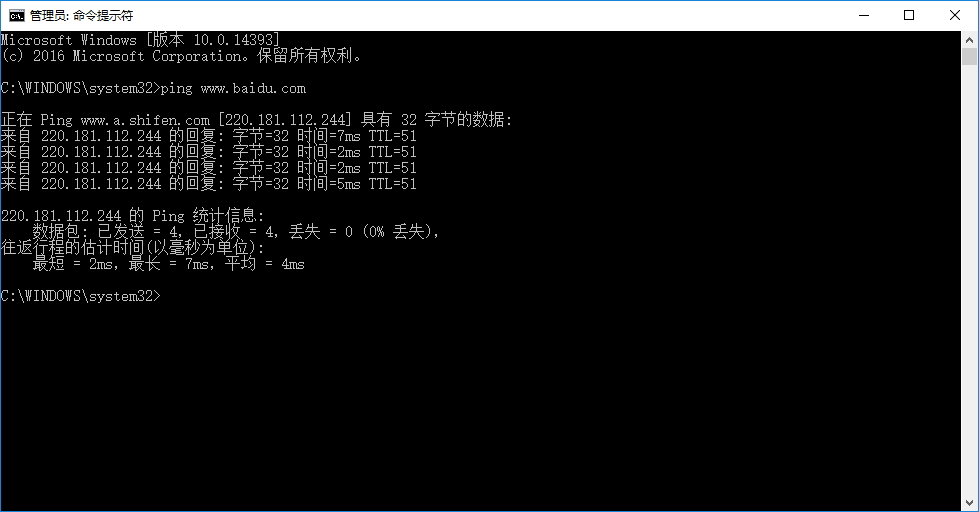 管理员: 命令提示符
Microsoft Windows [版本 10.0.14393]
(c) 2016 Microsoft Corporation。保留所有权利。
C:\WINDOWS\system32>ping www.baidu.com
正在 Ping www.a.shifen.com [220.181.112.244] 具有 32 字节的数据:
来自 220.181.112.244 的回复: 字节=32 时间=7ms TTL=51
来自 220.181.112.244 的回复: 字节=32 时间=2ms TTL=51
来自 220.181.112.244 的回复: 字节=32 时间=2ms TTL=51
来自 220.181.112.244 的回复: 字节=32 时间=5ms TTL=51
220.181.112.244 的 Ping 统计信息:
    数据包: 已发送 = 4，已接收 = 4，丢失 = 0 (0% 丢失)，
往返行程的估计时间(以毫秒为单位):
    最短 = 2ms，最长 = 7ms，平均 = 4ms
C:\WINDOWS\system32>